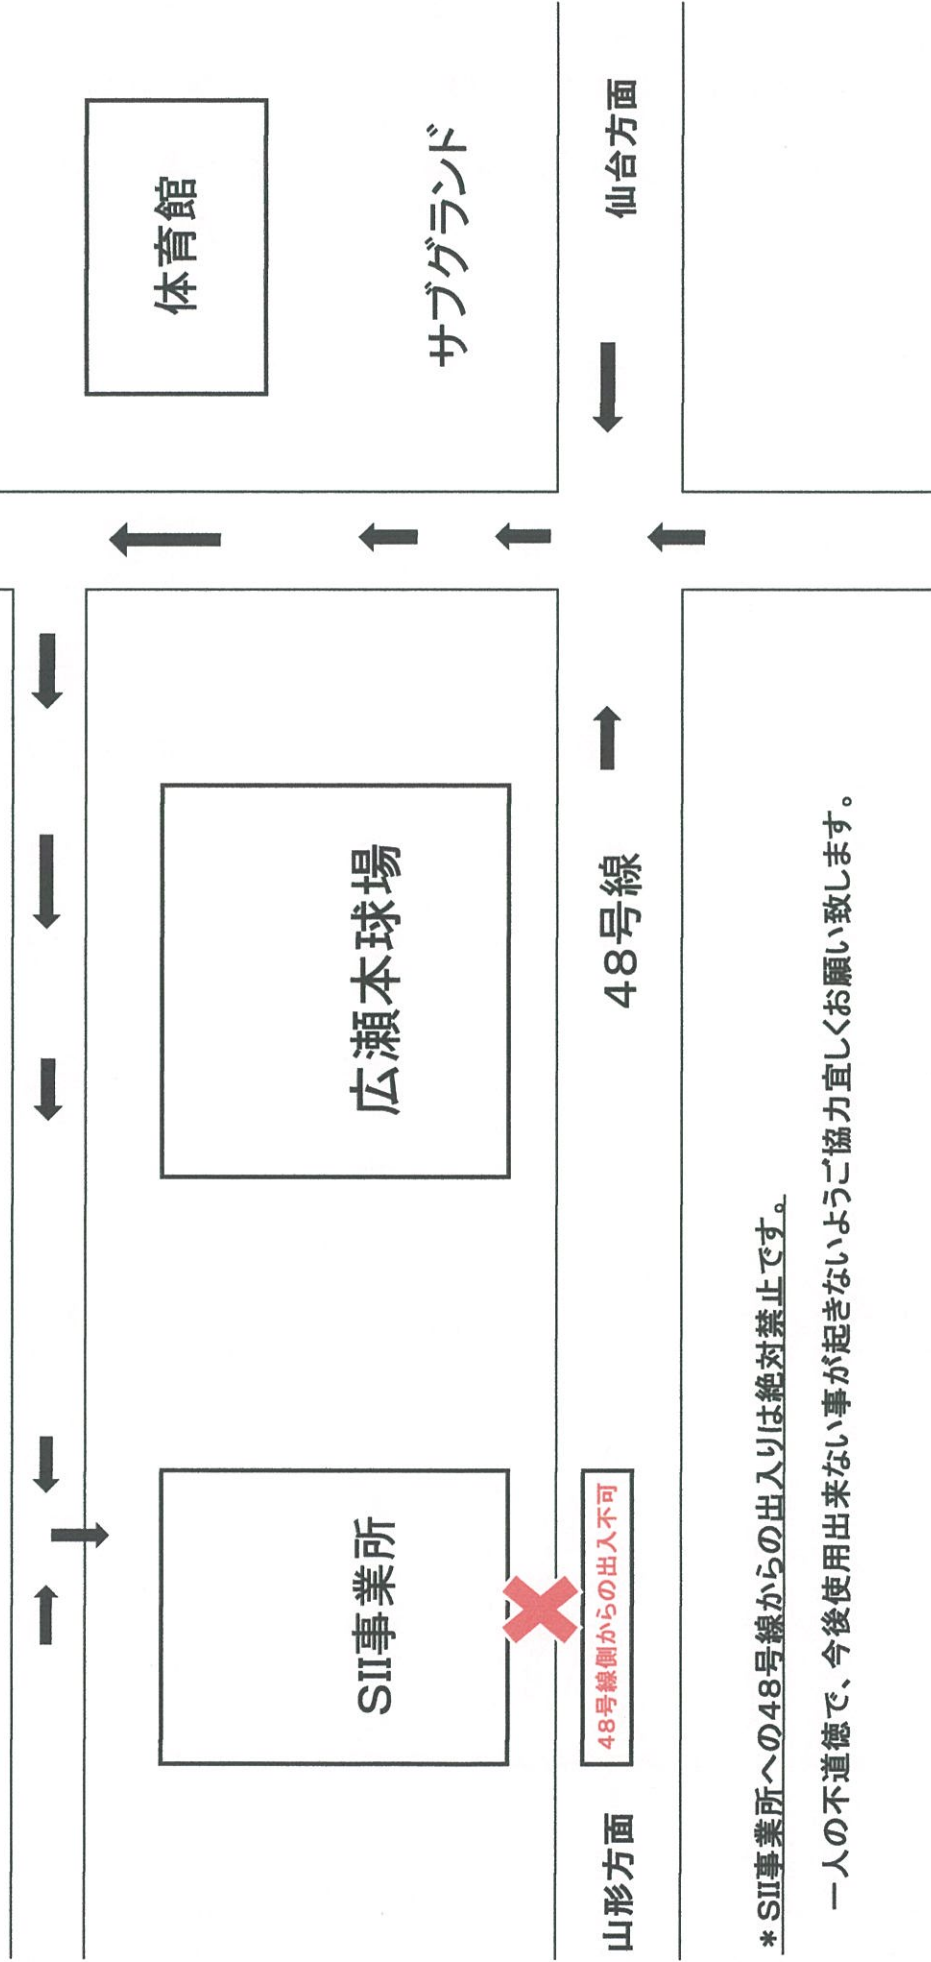 体育館
サブグランド
仙台方面
広瀬本球場
48号線
SII事業所
48号線側からの出入不可
山形方面
*SII事業所への48号線からの出入りは絶対禁止です。
一人の不道徳で、今後使用出来ない事が起きないようご協力宜しくお願い致します。